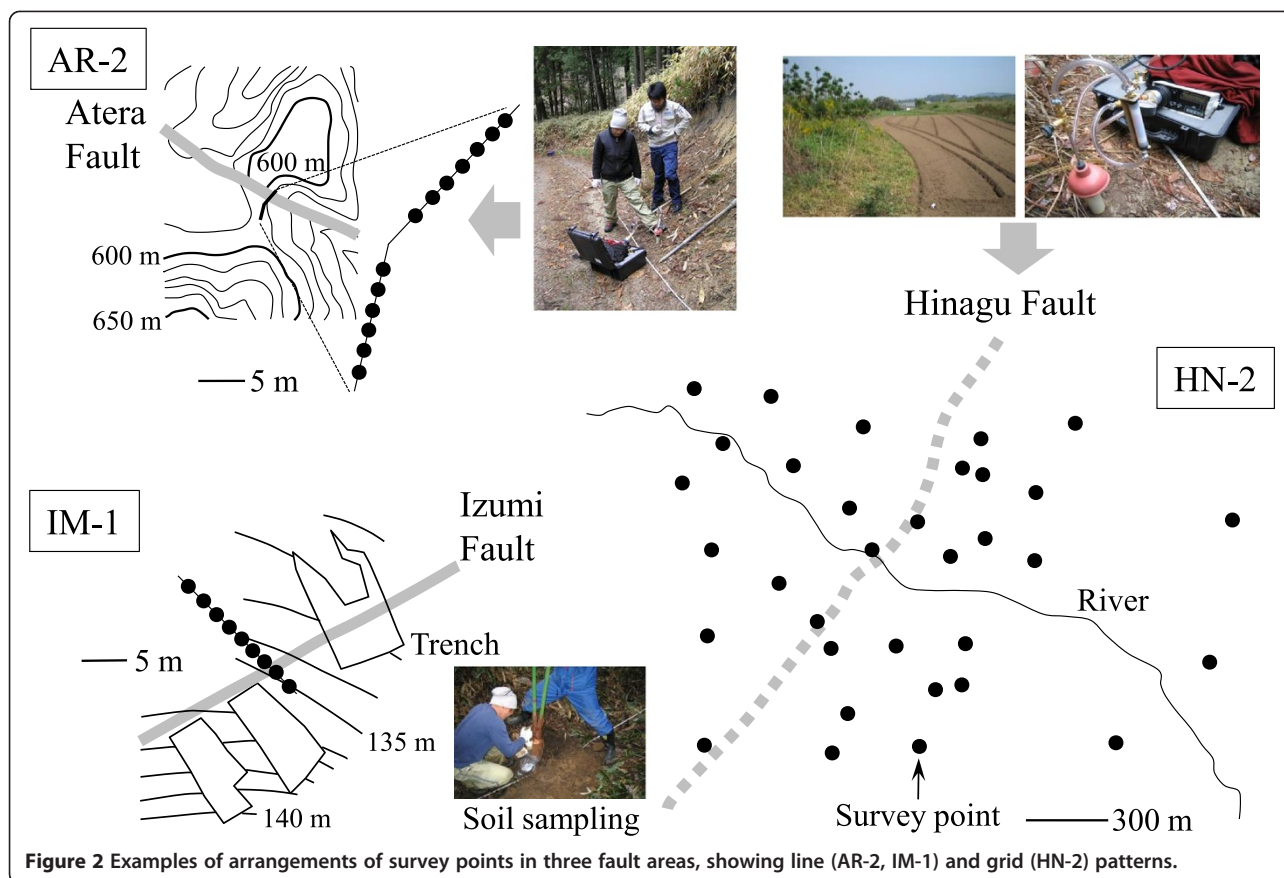 AR-2
Atera
Fault
600 m
600 m
650 m
5 m
Hinagu Fault
HN-2
River
Survey point
300 m
IM-1
Izumi
Fault
Trench
5 m
135 m
140 m
Soil sampling
Figure 2 Examples of arrangements of survey points in three fault areas, showing line (AR-2, IM-1) and grid (HN-2) patterns.